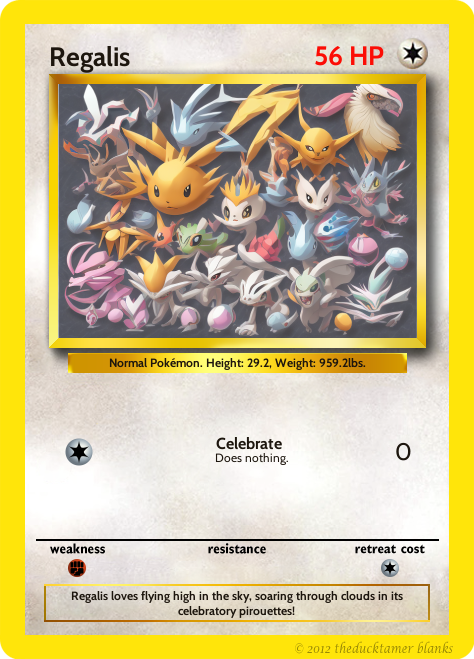 Regalis 56 HP
Normal Pokémon. Height: 29.2, Weight: 959.2lbs.
Celebrate 0
Does nothing.
weakness resistance retreat cost
Regalis loves flying high in the sky, soaring through clouds in its
celebratory pirouettes!
© 2012 theducktamer blanks